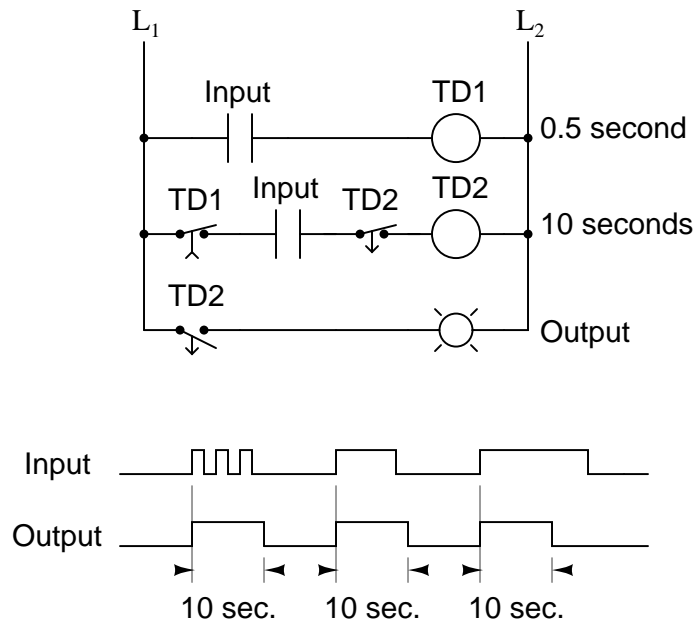 L1 L2
Input TD1
0.5 second
TD1 Input TD2 TD2
10 seconds
TD2
Output
Input
Output
10 sec. 10 sec. 10 sec.